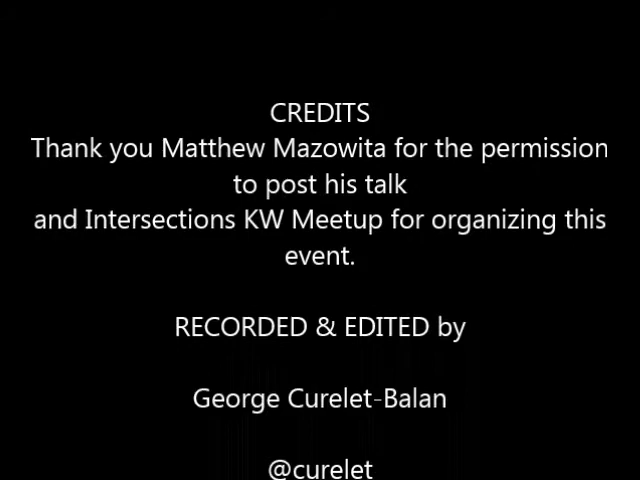 CREDITS
Thank you Matthew Mazowita for the permission
to post his talk
and Intersections KW Meetup for organizing this
event.
RECORDED & EDITED by
George Curelet-Balan
@curelet